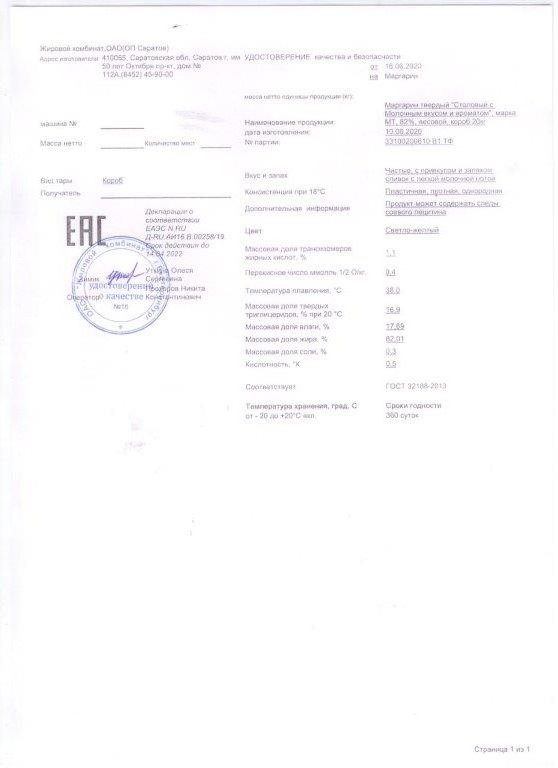 Жировой комбинат,ОАО(ОП Саратов)
Адрес изготовителя 410065, Саратовская обл, Саратов г, им УДОСТОВЕРЕНИЕ качества и безопасности
50 лет Октября пр-кт, дом №
112А,(8452) 45-90-00
от 16.06.2020
на Маргарин
масса нетто единицы продукции (кг):
машина №
Наименование продукции:
Маргарин твердый "Столовый с
Молочным вкусом и ароматом", марка
МТ, 82%, весовой, короб 20кг
дата изготовления:
10.06.2020
Масса нетто
Количество мест
№ партии:
33100200610 В1 ТФ
Вид тары Короб
Вкус и запах
Чистые, с привкусом и запахом
сливок с легкой молочной нотой
Получатель
Консистенция при 18°С
Пластичная, плотная, однородная
Дополнительная информация
Продукт может содержать следы
соевого лецитина
ЕАС
Декларация о
соответствии
ЕАЭС N RU
Д-RU.АИ16.В.00258/19
Срок действия до
14.04.2022
Цвет
Светло-желтый
Химик
Уткина Олеся
Сергеевна
Оператор
Прохоров Никита
Константинович
удостоверение
о качестве
№16
Массовая доля трансизомеров
жирных кислот, %
1,1
Перекисное число ммоль 1/2 О/кг.
0,4
Температура плавления, °С
38,0
Массовая доля твердых
триглицеридов, % при 20 °С
16,9
Массовая доля влаги, %
17,69
Массовая доля жира, %
82,01
Массовая доля соли, %
0,3
Кислотность, °К
0,5
Соответствует
ГОСТ 32188-2013
Температура хранения, град. С
Сроки годности
от - 20 до +20°С вкл.
360 суток
Страница 1 из 1